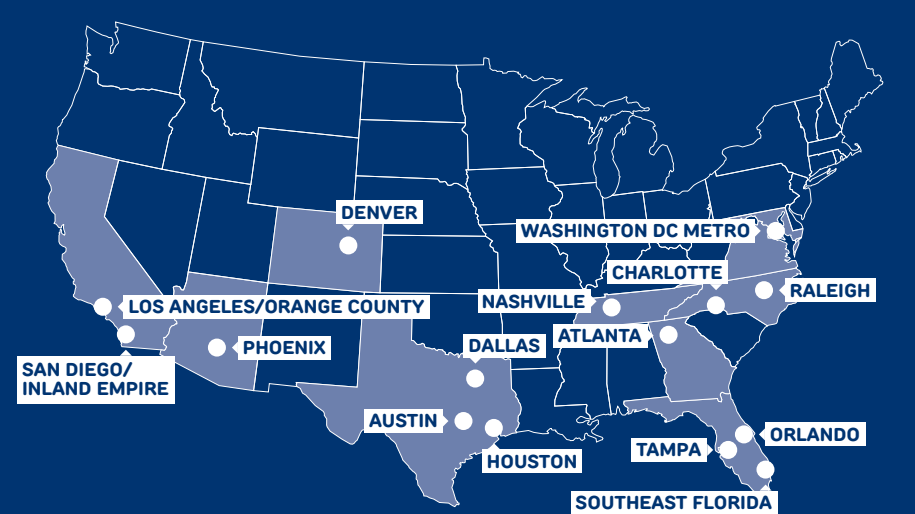 DENVER
WASHINGTON DC METRO
CHARLOTTE
RALEIGH
NASHVILLE
LOS ANGELES/ORANGE COUNTY
ATLANTA
PHOENIX
DALLAS
SAN DIEGO/
INLAND EMPIRE
AUSTIN
ORLANDO
TAMPA
HOUSTON
SOUTHEAST FLORIDA